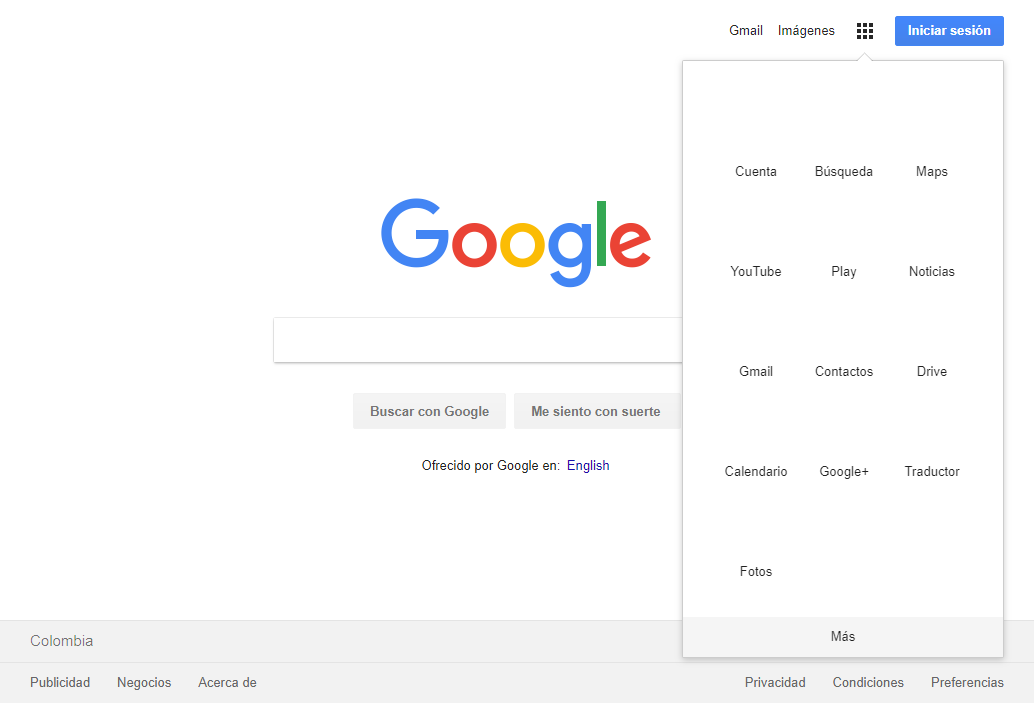 Gmail Imágenes Iniciar sesión
Cuenta Búsqueda Maps
YouTube Play Noticias
Gmail Contactos Drive
Calendario Google+ Traductor
Fotos
Más
Google
Buscar con Google Me siento con suerte
Ofrecido por Google en: English
Colombia
Publicidad Negocios Acerca de Privacidad Condiciones Preferencias